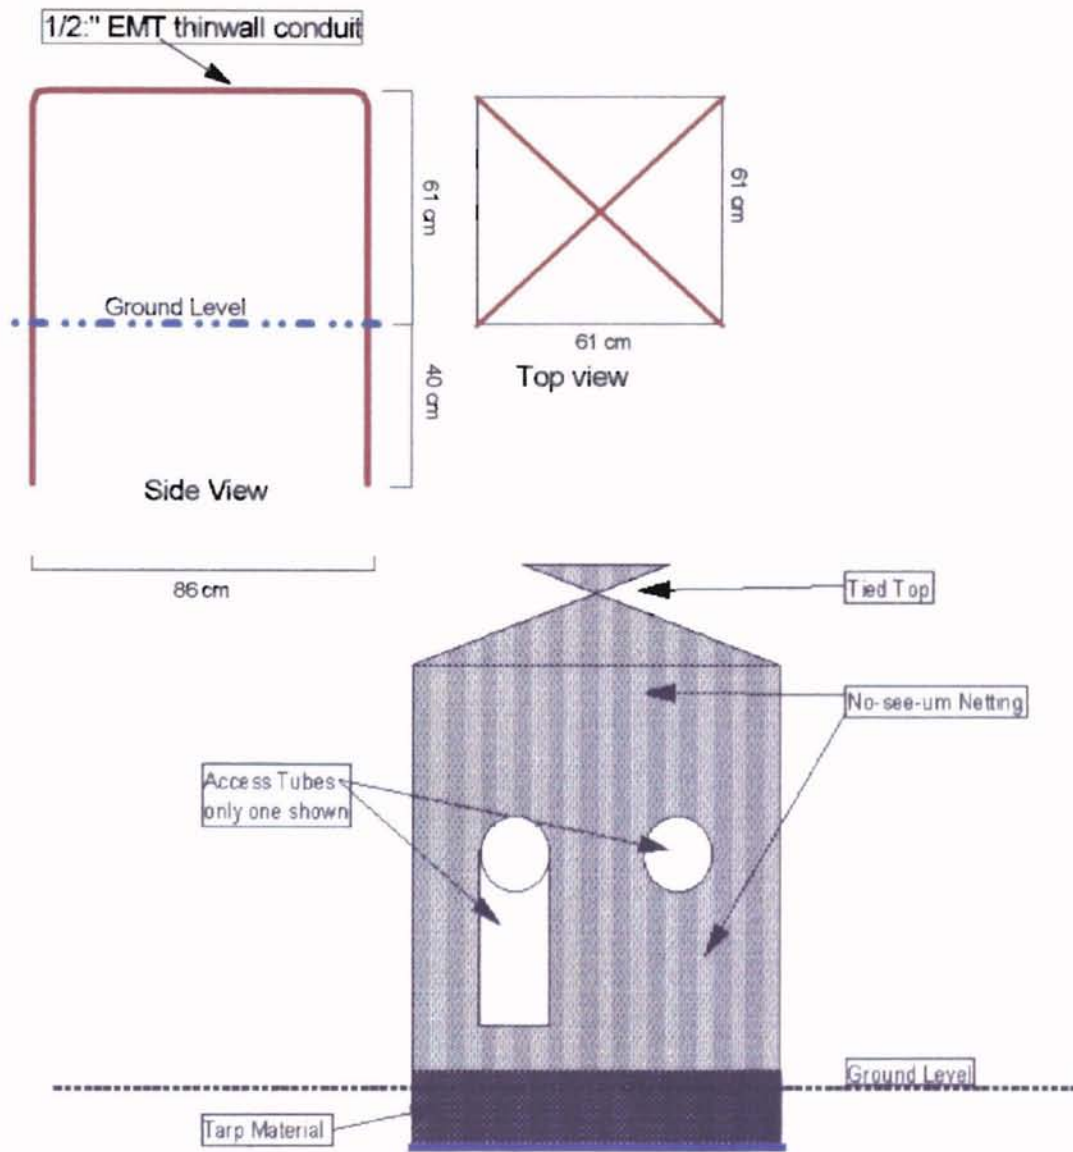 1/2:" EMT thinwall conduit
61 cm
61 cm
Ground Level
61 cm
Top view
40 cm
Side View
86 cm
Tied Top
No-see-um Netting
Access Tubes
only one shown
Ground Level
Tarp Material